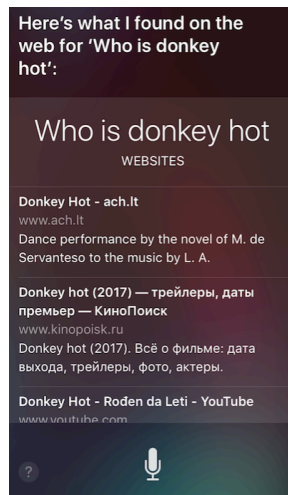 Here's what I found on the
web for ‘Who is donkey
hot’:
Who is donkey hot
WEBSITES
Donkey Hot - ach.lt
www.ach.lt
Dance performance by the novel of M. de
Servanteso to the music by L. A.
Donkey hot (2017) — трейлеры, даты
премьер — КиноПоиск
www.kinopoisk.ru
Donkey hot (2017). Всё о фильме: дата
выхода, трейлеры, фото, актеры.
Donkey Hot - Rođen da Leti - YouTube
www.youtube.com
?